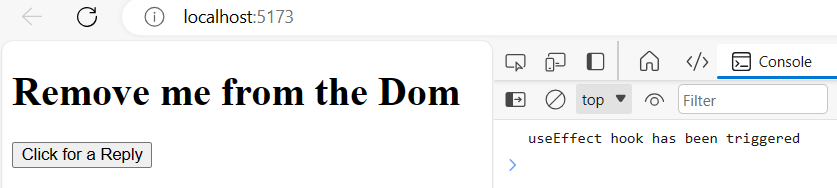 localhost:5173
Remove me from the Dom
Click for a Reply
Console
top
Filter
useEffect hook has been triggered